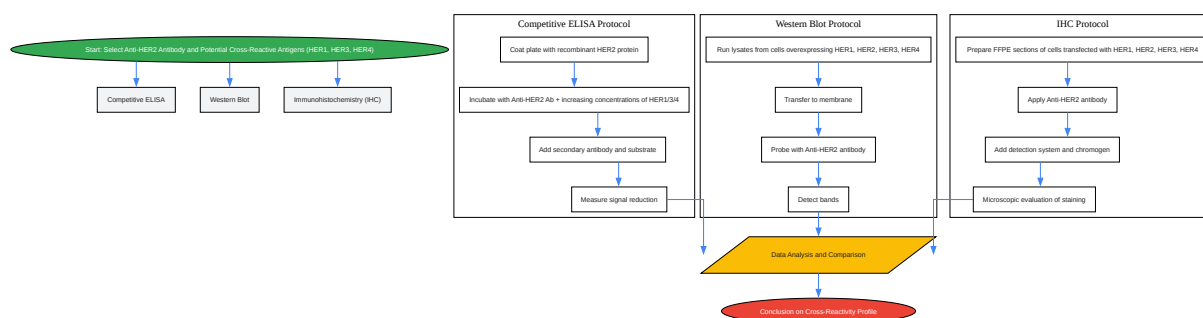 Start: Select Anti-HER2 Antibody and Potential Cross-Reactive Antigens (HER1, HER3, HER4)
Competitive ELISA
Western Blot
Immunohistochemistry (IHC)
Competitive ELISA Protocol
Coat plate with recombinant HER2 protein
Incubate with Anti-HER2 Ab + increasing concentrations of HER1/3/4
Add secondary antibody and substrate
Measure signal reduction
Western Blot Protocol
Run lysates from cells overexpressing HER1, HER2, HER3, HER4
Transfer to membrane
Probe with Anti-HER2 antibody
Detect bands
IHC Protocol
Prepare FFPE sections of cells transfected with HER1, HER2, HER3, HER4
Apply Anti-HER2 antibody
Add detection system and chromogen
Microscopic evaluation of staining
Data Analysis and Comparison
Conclusion on Cross-Reactivity Profile